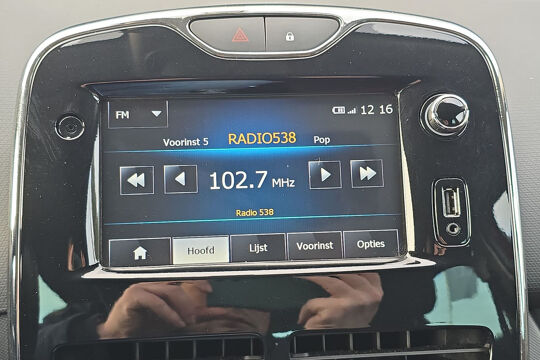 FM 12 16
Voorinst 5 RADIO538 Pop
102.7 MHz
Radio 538
Hoofd Lijst Voorinst Opties